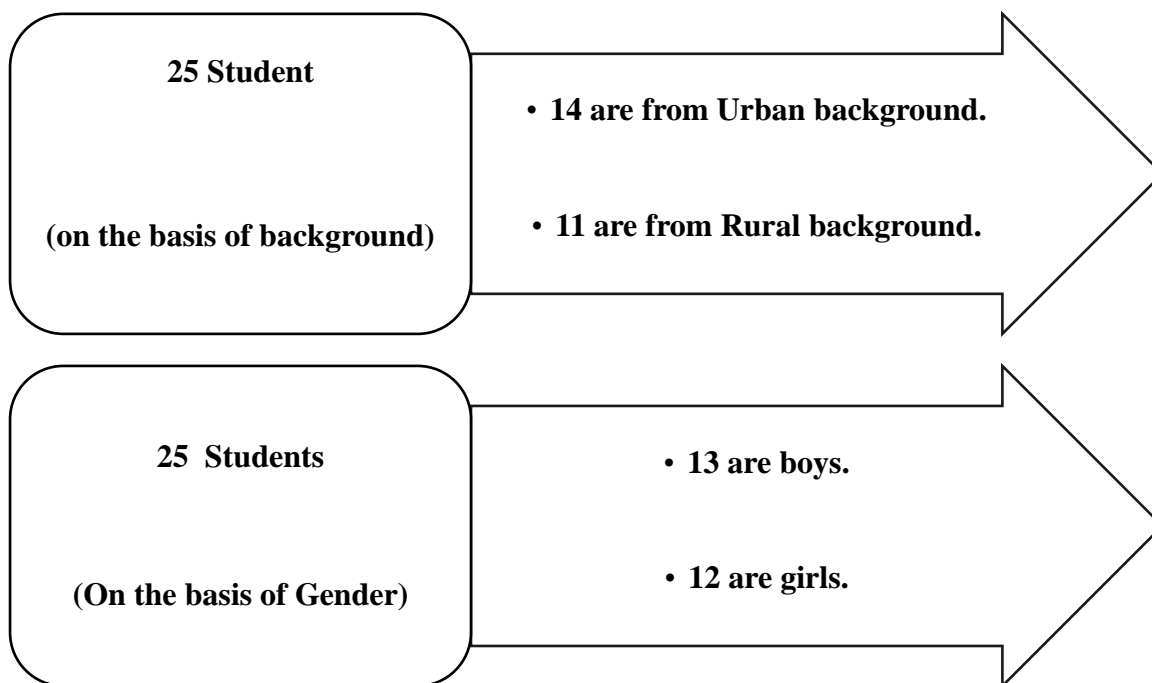 25 Student
(on the basis of background)
• 14 are from Urban background.
• 11 are from Rural background.
25  Students
(On the basis of Gender)
• 13 are boys.
• 12 are girls.